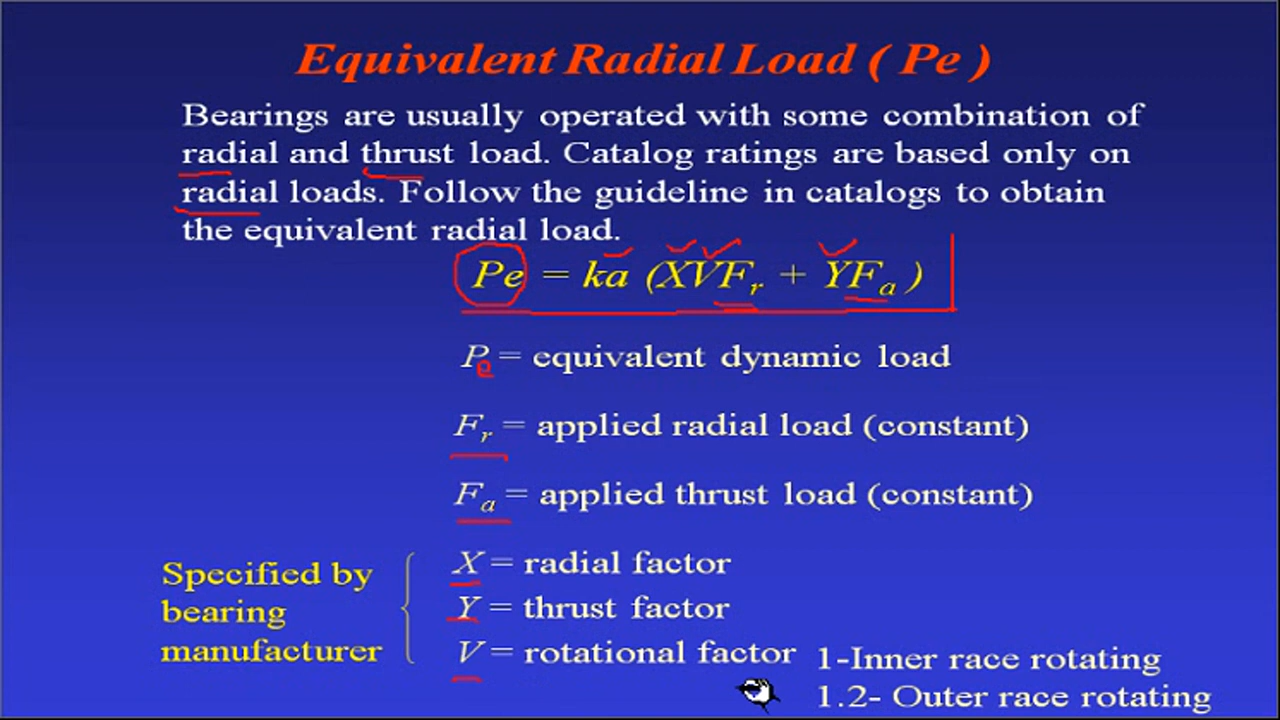 Equivalent Radial Load ( Pe )
Bearings are usually operated with some combination of
radial and thrust load. Catalog ratings are based only on
radial loads. Follow the guideline in catalogs to obtain
the equivalent radial load.
Pe = ka (XVFr + YFa )
Pe = equivalent dynamic load
Fr = applied radial load (constant)
Fa = applied thrust load (constant)
Specified by
bearing
manufacturer
X = radial factor
Y = thrust factor
V = rotational factor
1-Inner race rotating
1.2- Outer race rotating